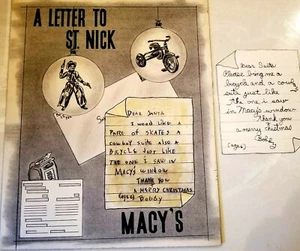 A LETTER TO
ST NICK
DEAR SANTA
I WOULD LIKE A
PAIR OF SKATES A
COWBOY SUITE ALSO A
BICYCLE JUST LIKE
THE ONE I SAW IN
MACYS WINDOW
THANK YOU
A MERRY CHRISTMAS
BOBBY
MACY'S
Dear Santa
Please bring me a
bicycle and a cowboy
suite just like
the one i saw
in Macys window
thank you
a merry christmas
Bobby